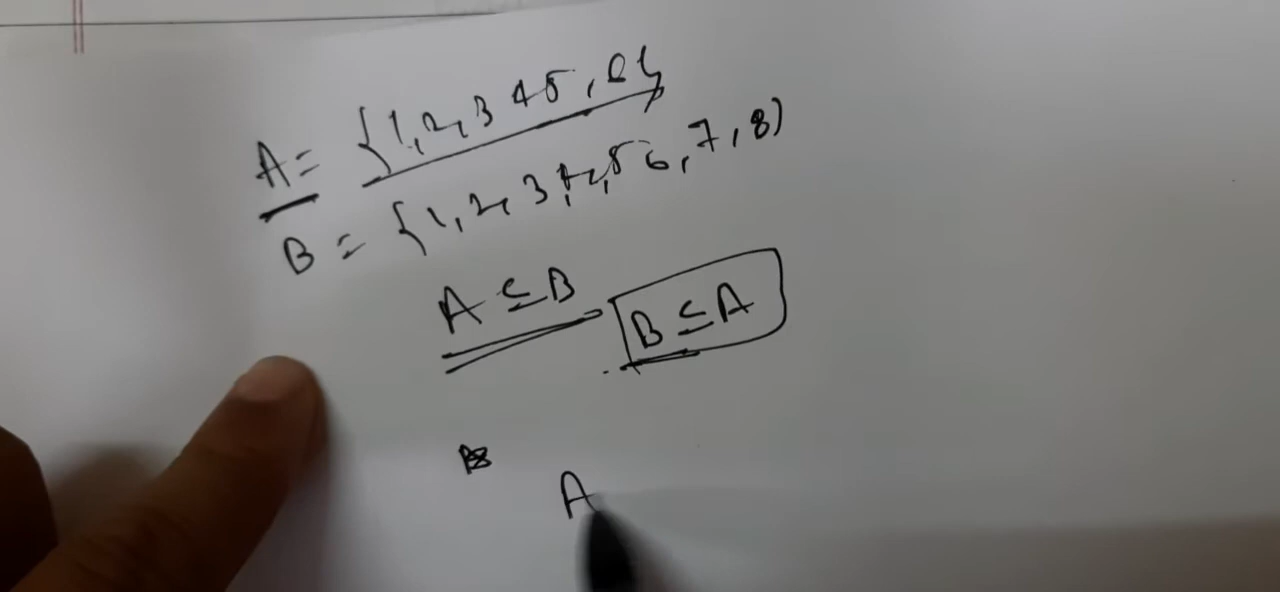 A = {1, 2, 3 4 5, 6}
B = {1, 2, 3, 4, 5 6, 7, 8}
A ⊆ B B ⊆ A
A